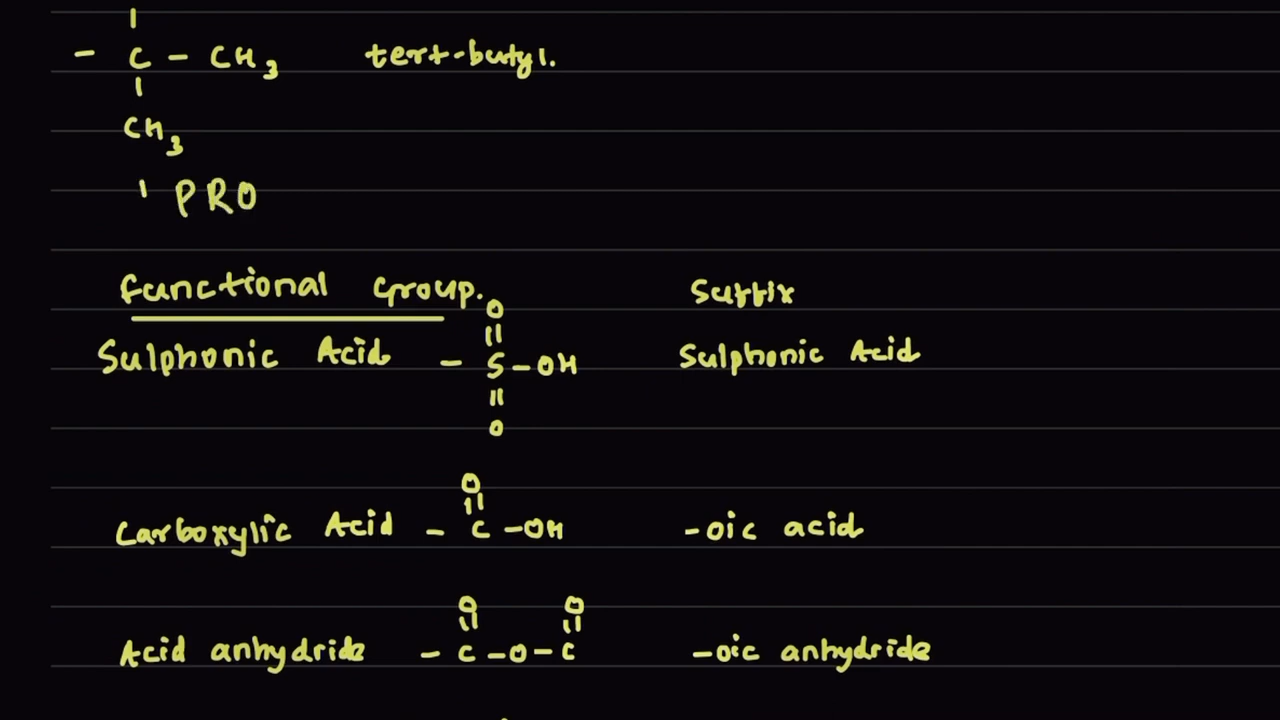 - C - CH3 tert-butyl.
CH3
' PRO
Functional Group. Suffix
O
Sulphonic Acid - S - OH Sulphonic Acid
O
O
Carboxylic Acid - C - OH -oic acid
O O
Acid anhydride - C - O - C -oic anhydride